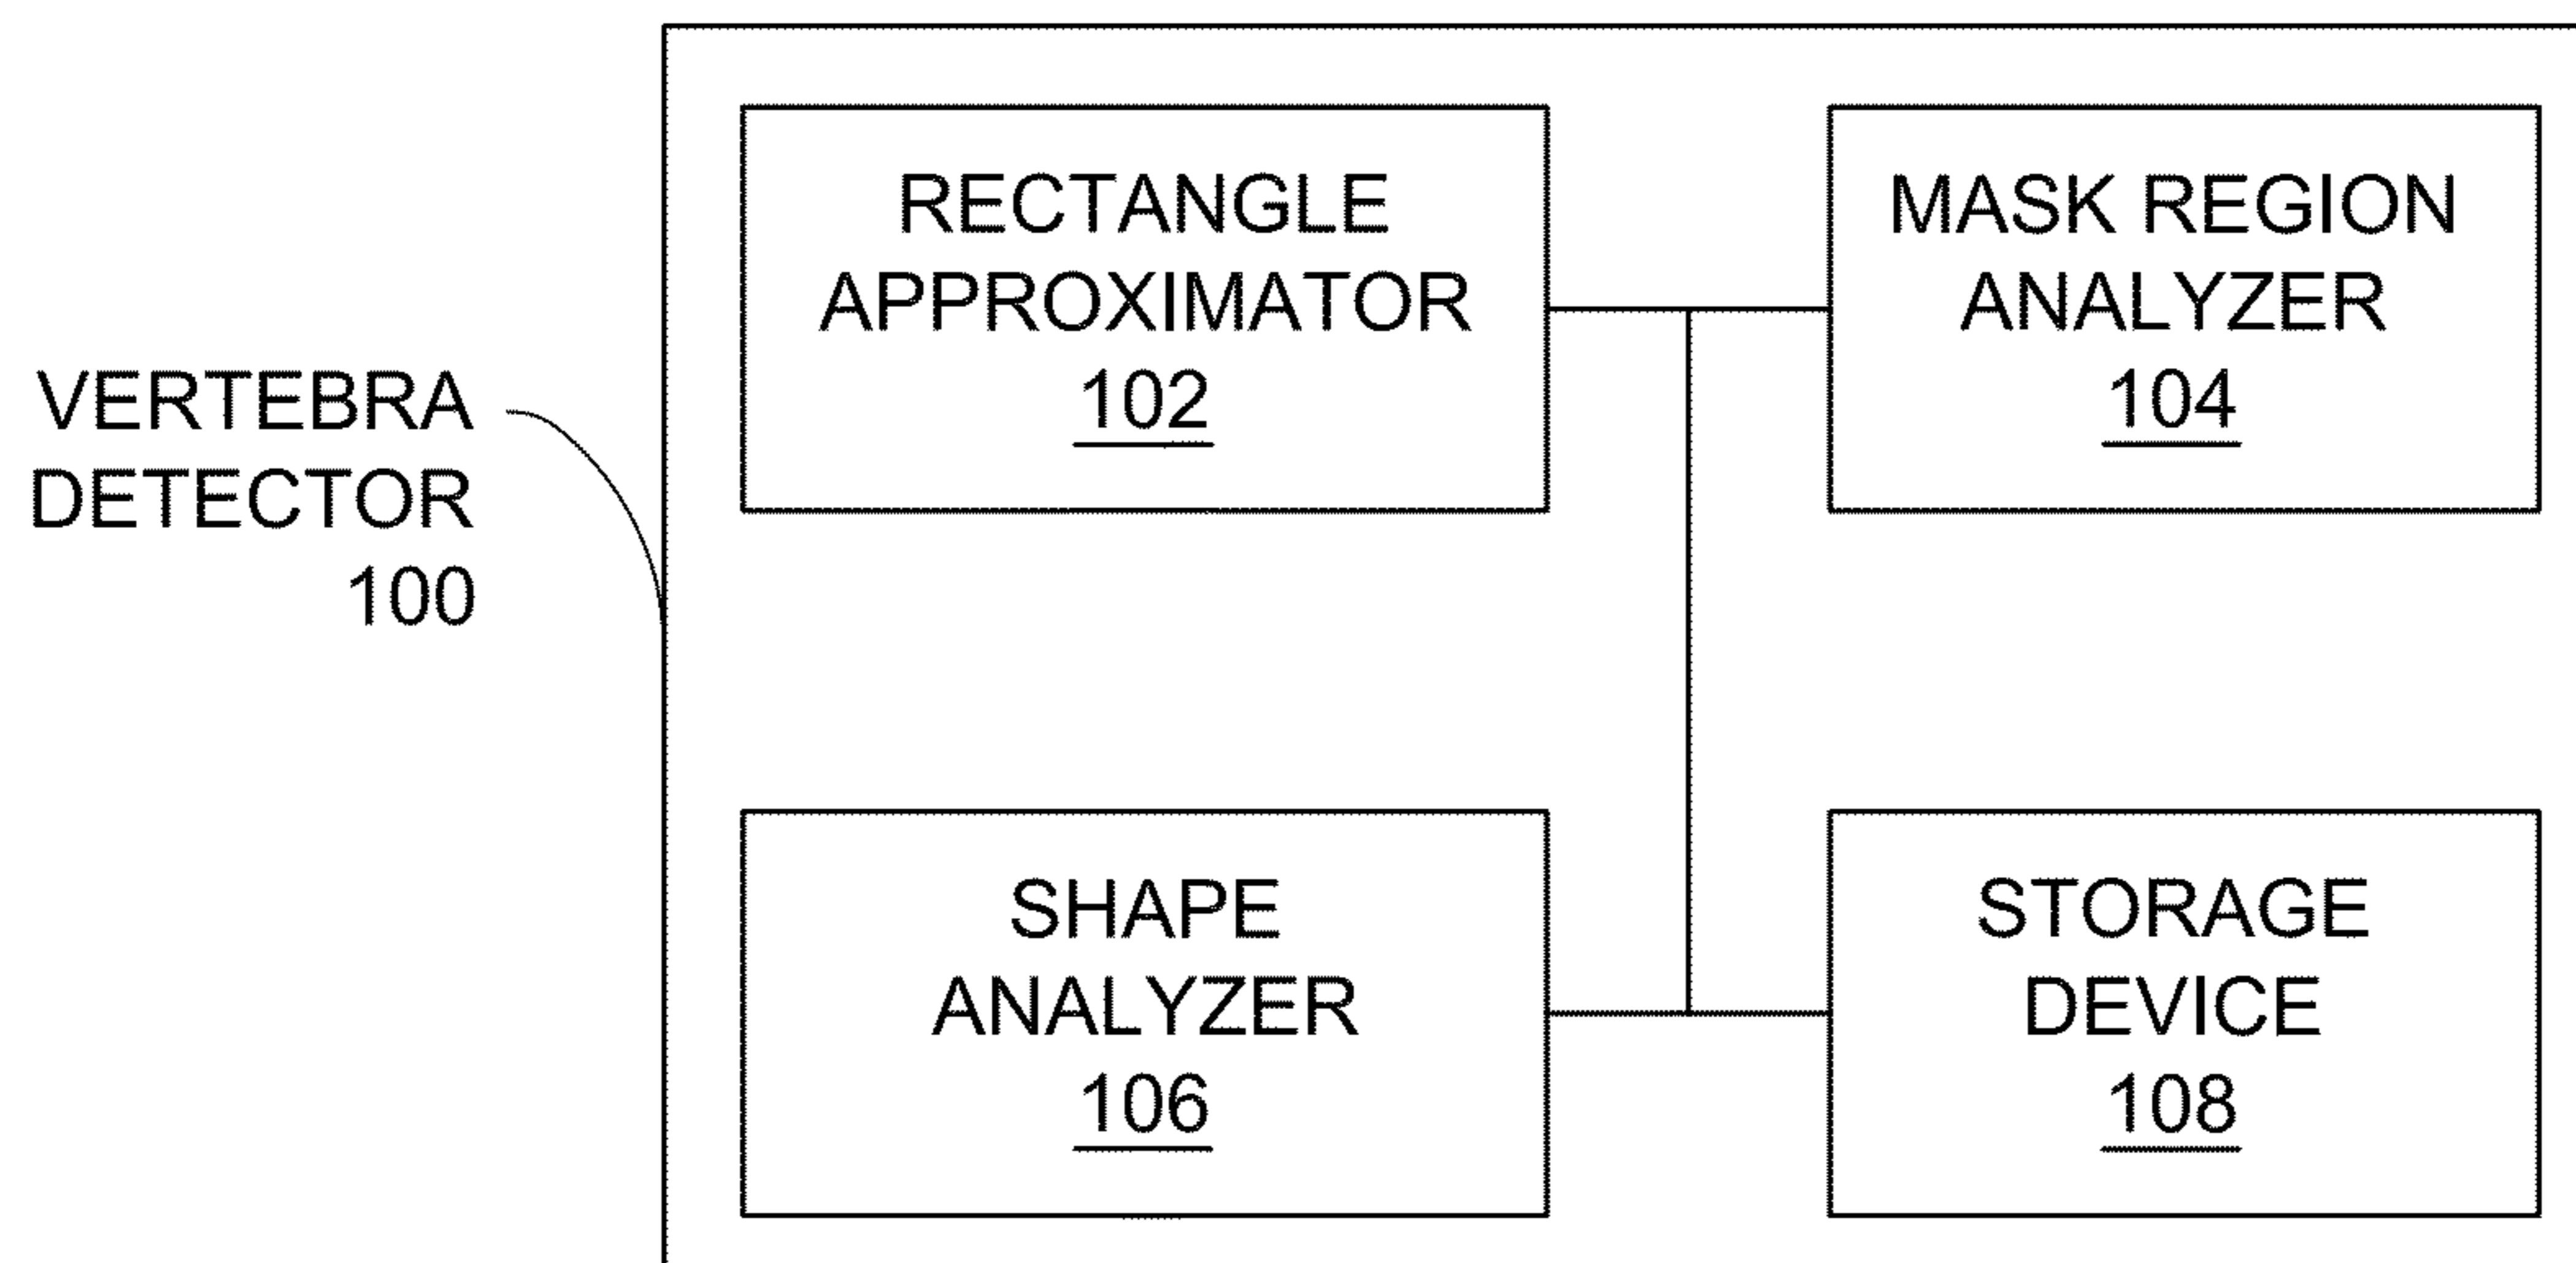 VERTEBRA
DETECTOR
100
RECTANGLE
APPROXIMATOR
102
MASK REGION
ANALYZER
104
SHAPE
ANALYZER
106
STORAGE
DEVICE
108